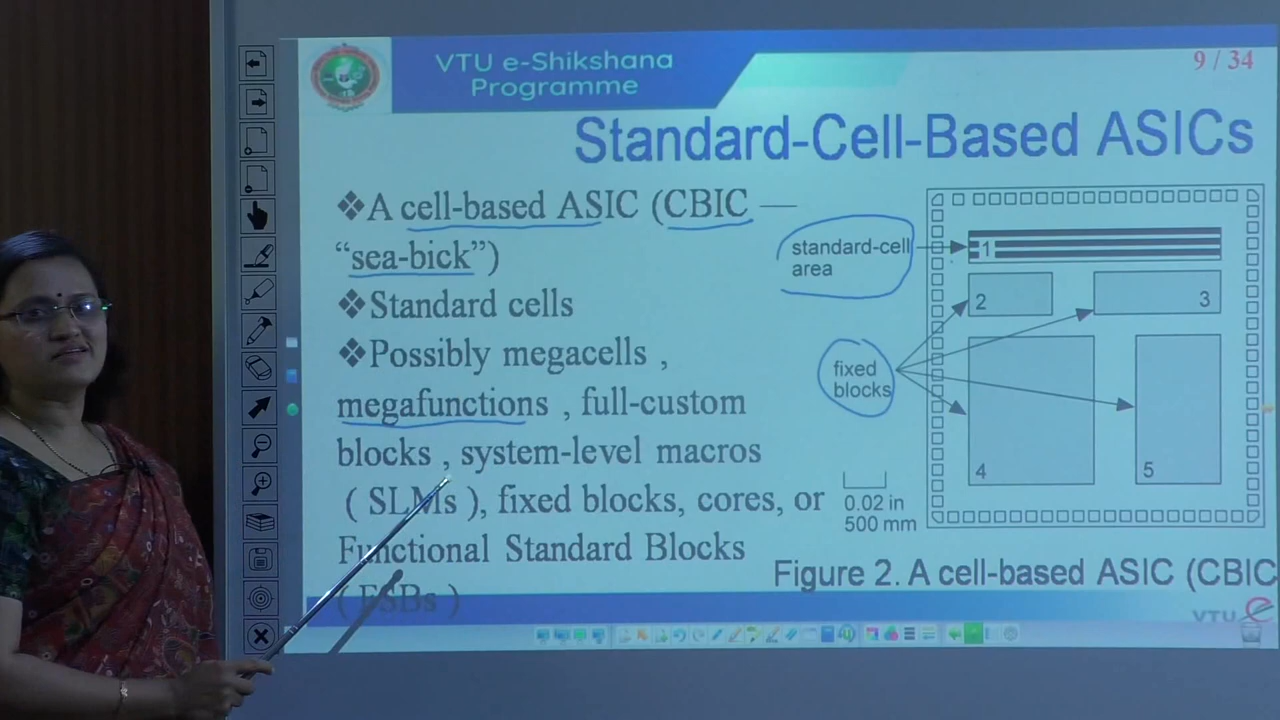 VTU e-Shikshana
Programme
9 / 34
Standard-Cell-Based ASICs
❖A cell-based ASIC (CBIC —
“sea-bick”)
❖Standard cells
❖Possibly megacells ,
megafunctions , full-custom
blocks , system-level macros
( SLMs ), fixed blocks, cores, or
Functional Standard Blocks
( FSBs )
standard-cell
area
fixed
blocks
1
2
3
4
5
0.02 in
500 mm
Figure 2. A cell-based ASIC (CBIC
VTU